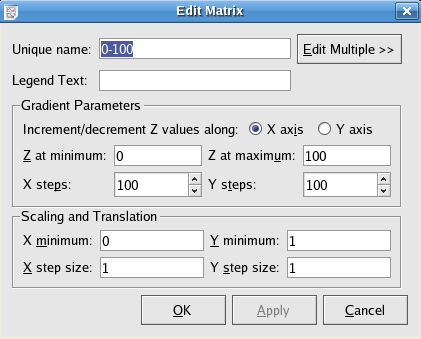 Edit Matrix
Unique name: 0-100 Edit Multiple >>
Legend Text:
Gradient Parameters
Increment/decrement Z values along: X axis Y axis
Z at minimum: 0 Z at maximum: 100
X steps: 100 Y steps: 100
Scaling and Translation
X minimum: 0 Y minimum: 1
X step size: 1 Y step size: 1
OK Apply Cancel